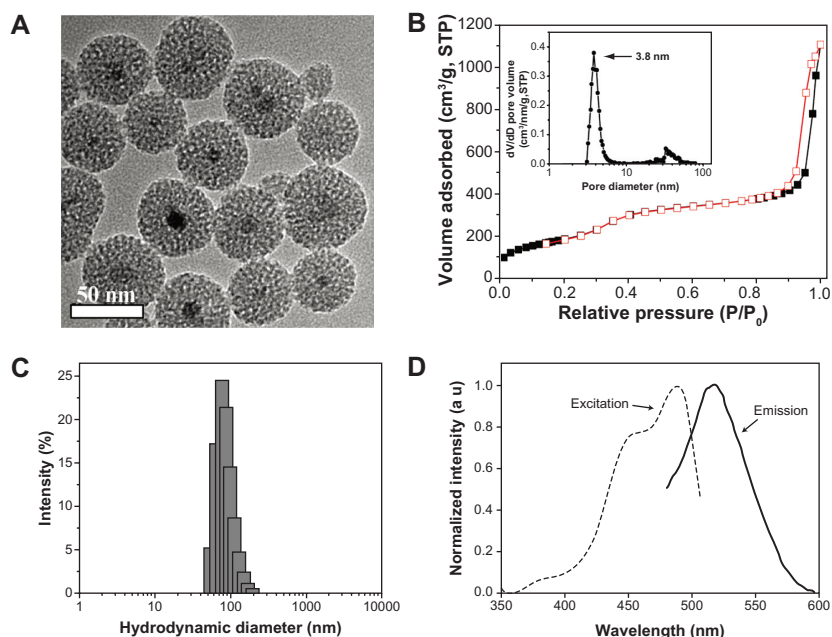 A
50 nm
B
Volume adsorbed (cm³/g, STP)
1200
1000
800
600
400
200
0
0.0 0.2 0.4 0.6 0.8 1.0
Relative pressure (P/P₀)
dV/dD pore volume
(cm³/nm/g,STP)
0.4
0.3
0.2
0.1
0.0
1 10 100
Pore diameter (nm)
3.8 nm
C
Intensity (%)
25
20
15
10
5
0
1 10 100 1000 10000
Hydrodynamic diameter (nm)
D
Normalized intensity (a u)
1.0
0.8
0.6
0.4
0.2
0.0
350 400 450 500 550 600
Wavelength (nm)
Excitation
Emission